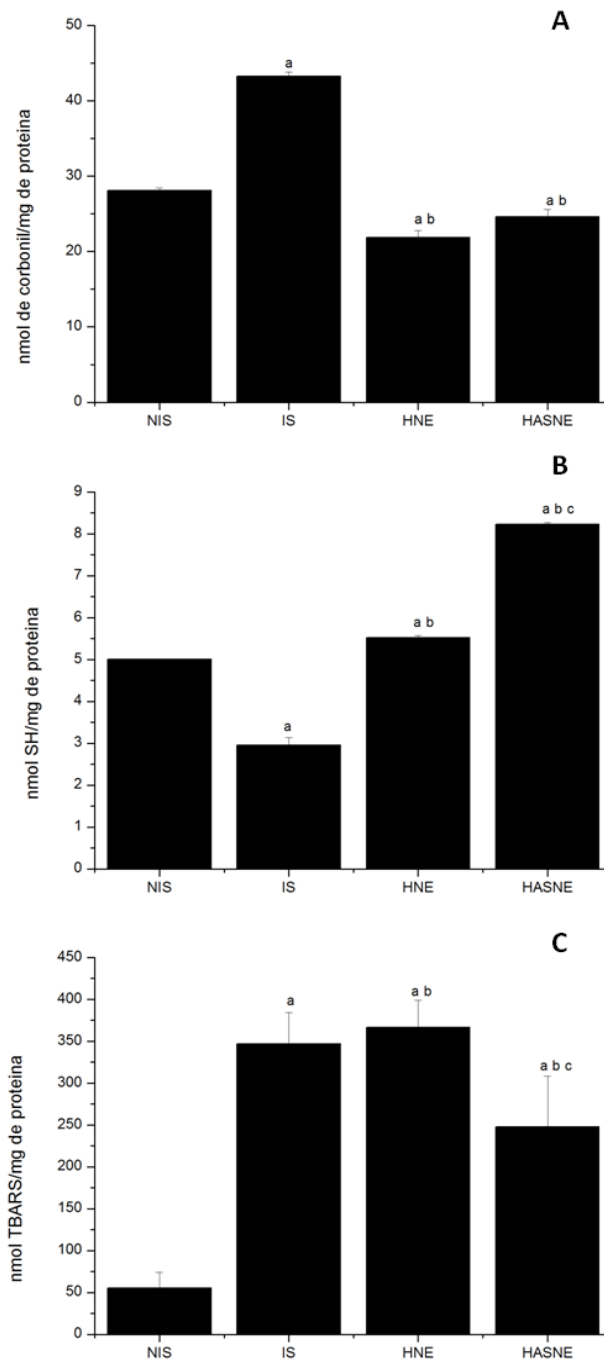 A
nmol de corbonil/mg de proteina
50
40
30
20
10
0
a
a b
a b
NIS IS HNE HASNE
B
nmol SH/mg de proteina
9
8
7
6
5
4
3
2
1
0
a
a b
a b c
NIS IS HNE HASNE
C
nmol TBARS/mg de proteina
450
400
350
300
250
200
150
100
50
0
a
a b
a b c
NIS IS HNE HASNE